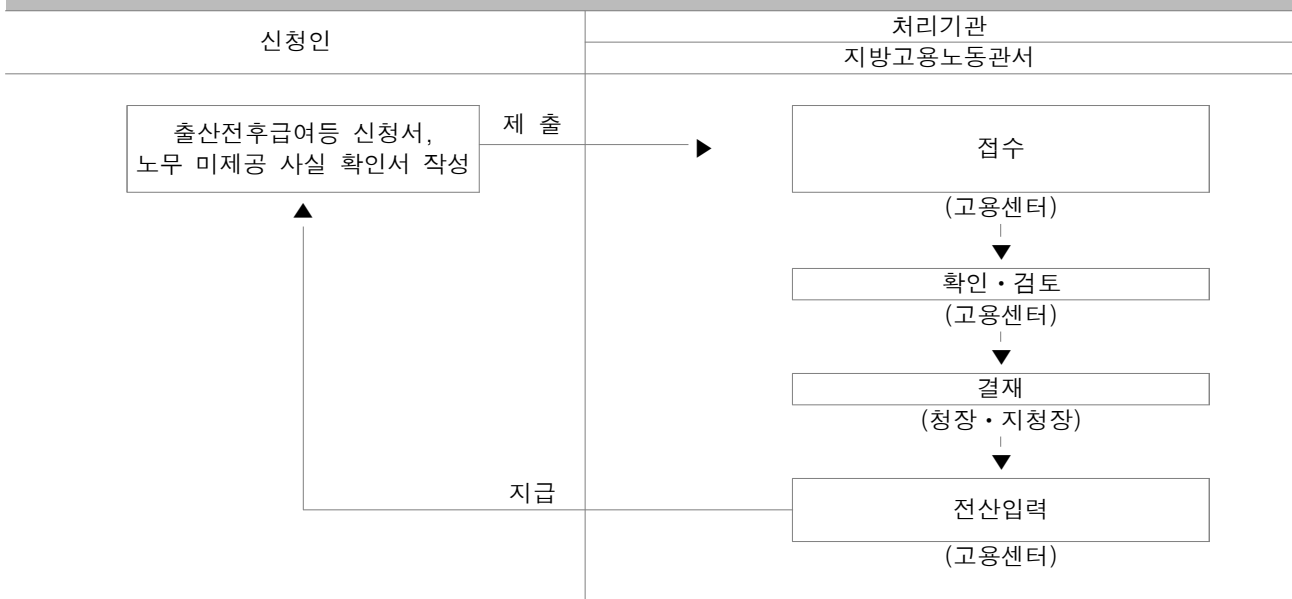 신청인
처리기관
지방고용노동관서
출산전후급여등 신청서,
노무 미제공 사실 확인서 작성
제 출
접수
(고용센터)
확인・검토
(고용센터)
결재
(청장・지청장)
지급
전산입력
(고용센터)